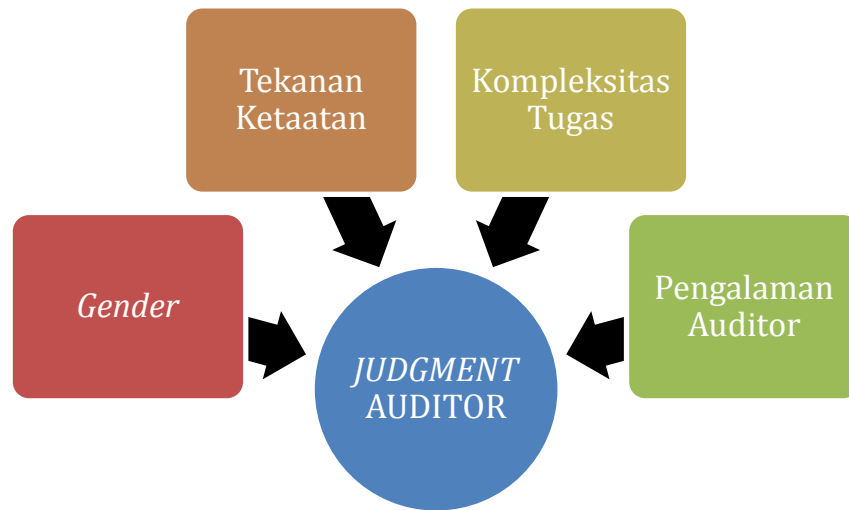 Tekanan
Ketaatan
Kompleksitas
Tugas
Gender
Pengalaman
Auditor
JUDGMENT
AUDITOR